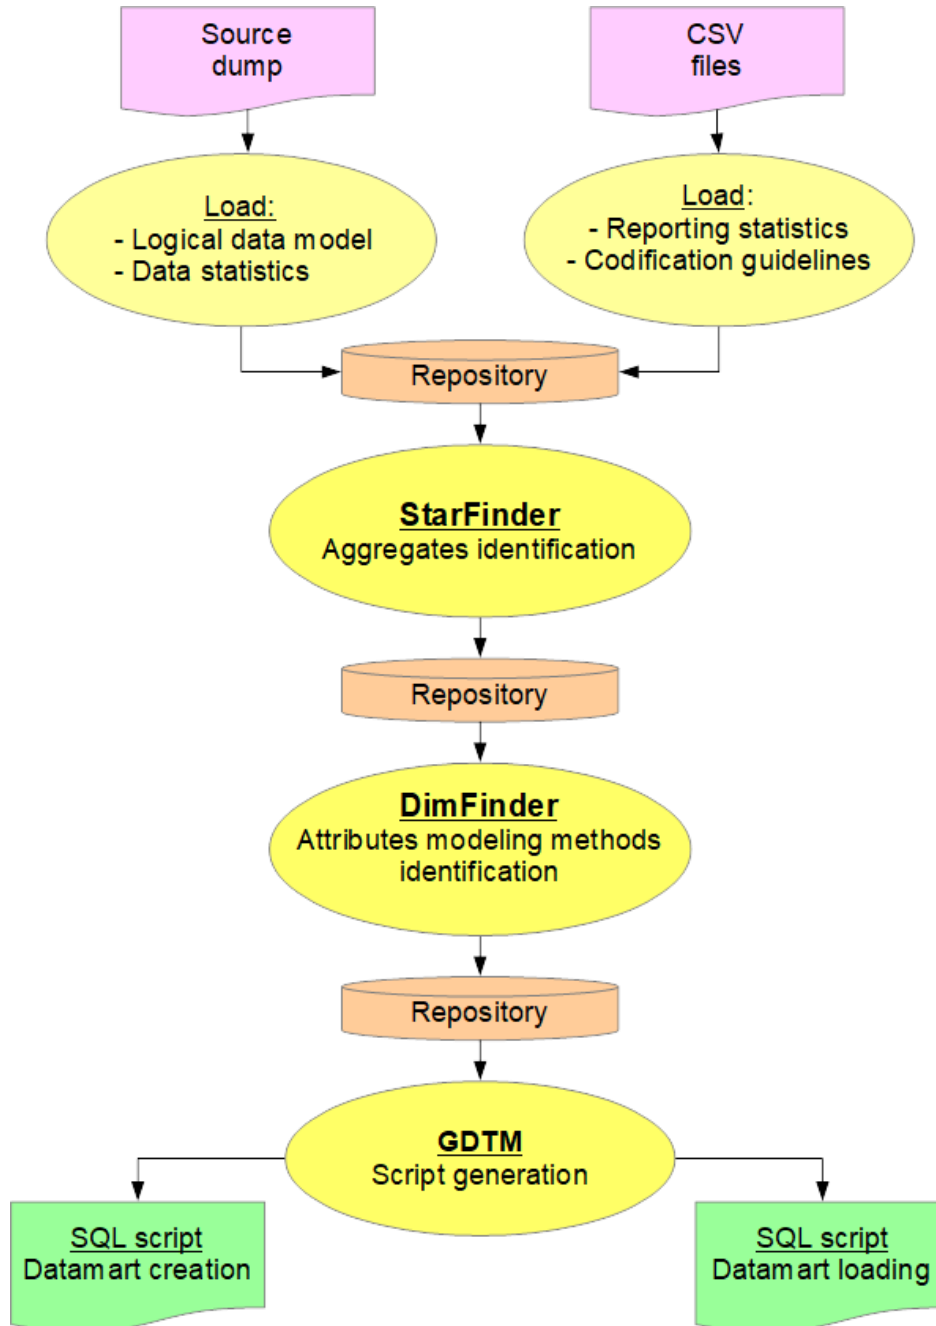 Source
dump
CSV
files
Load:
- Logical data model
- Data statistics
Load:
- Reporting statistics
- Codification guidelines
Repository
StarFinder
Aggregates identification
Repository
DimFinder
Attributes modeling methods
identification
Repository
GDTM
Script generation
SQL script
Datamart creation
SQL script
Datamart loading